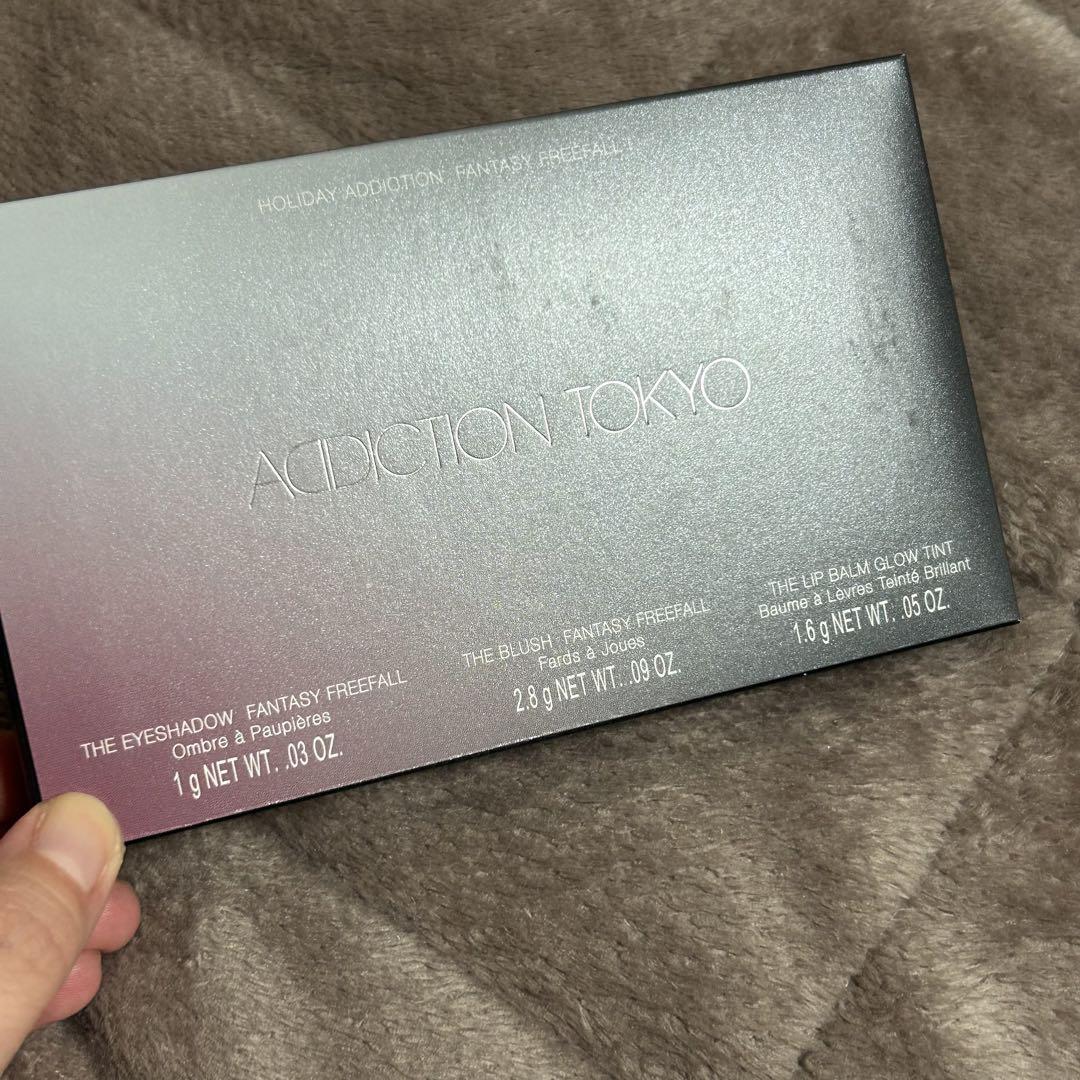 HOLIDAY ADDICTION FANTASY FREEFALL I
ADDICTION TOKYO
THE EYESHADOW FANTASY FREEFALL
Ombre à Paupières
1 g NET WT. .03 OZ.
THE BLUSH FANTASY FREEFALL
Fards à Joues
2.8 g NET WT. .09 OZ.
THE LIP BALM GLOW TINT
Baume à Lèvres Teinté Brillant
1.6 g NET WT. .05 OZ.